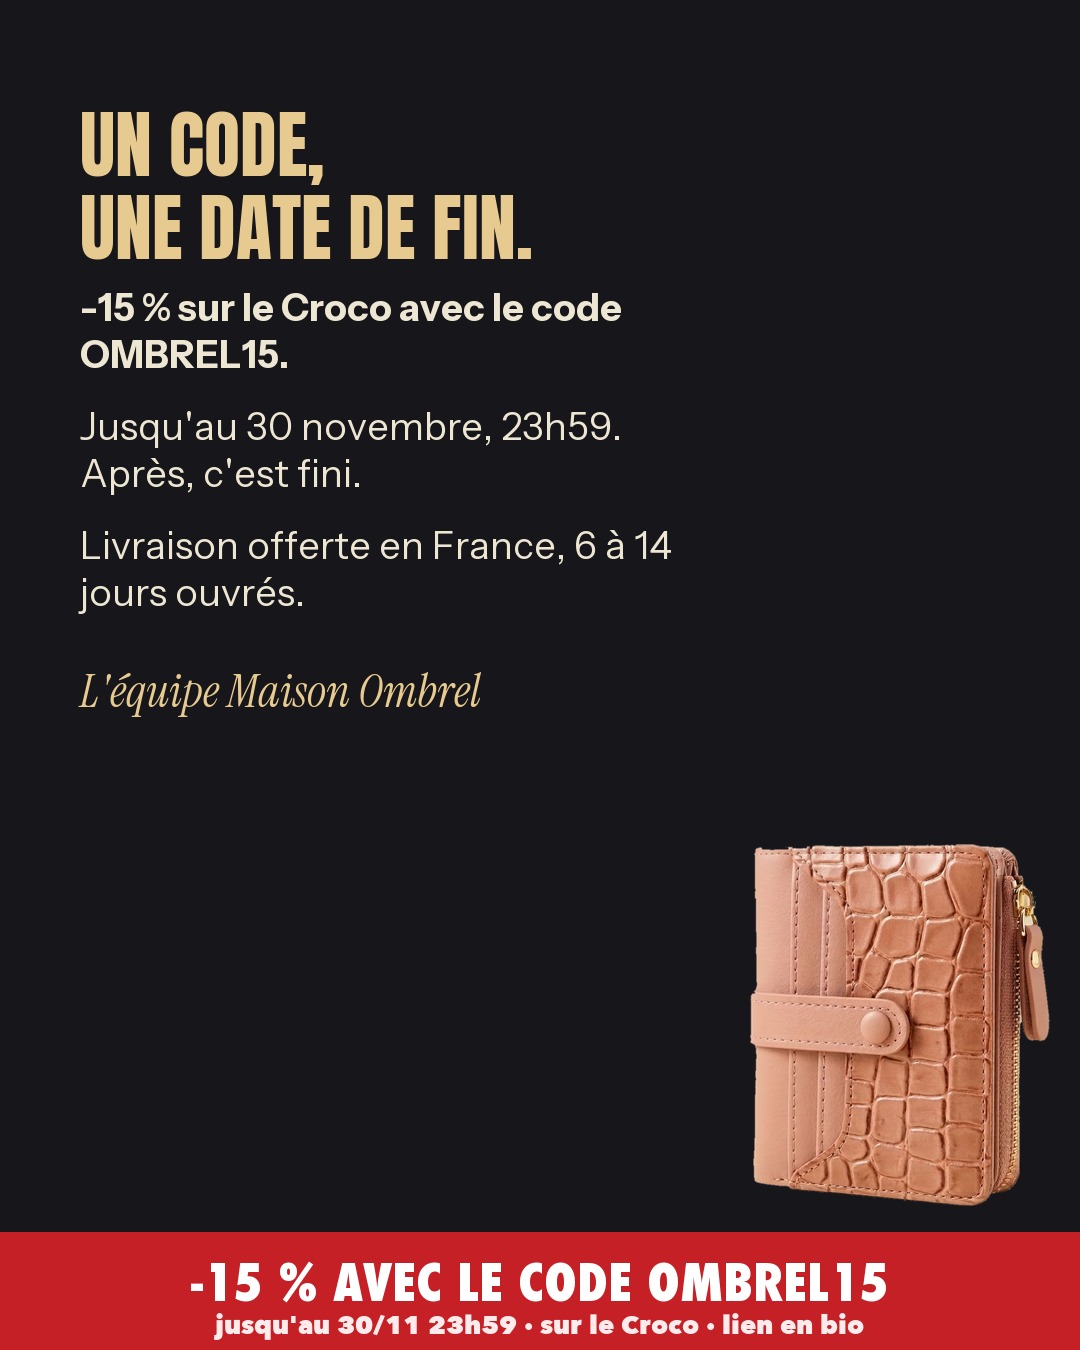 UN CODE,
UNE DATE DE FIN.
-15 % sur le Croco avec le code
OMBREL15.
Jusqu'au 30 novembre, 23h59.
Après, c'est fini.
Livraison offerte en France, 6 à 14
jours ouvrés.
L'équipe Maison Ombrel
-15 % AVEC LE CODE OMBREL15
jusqu'au 30/11 23h59 • sur le Croco • lien en bio